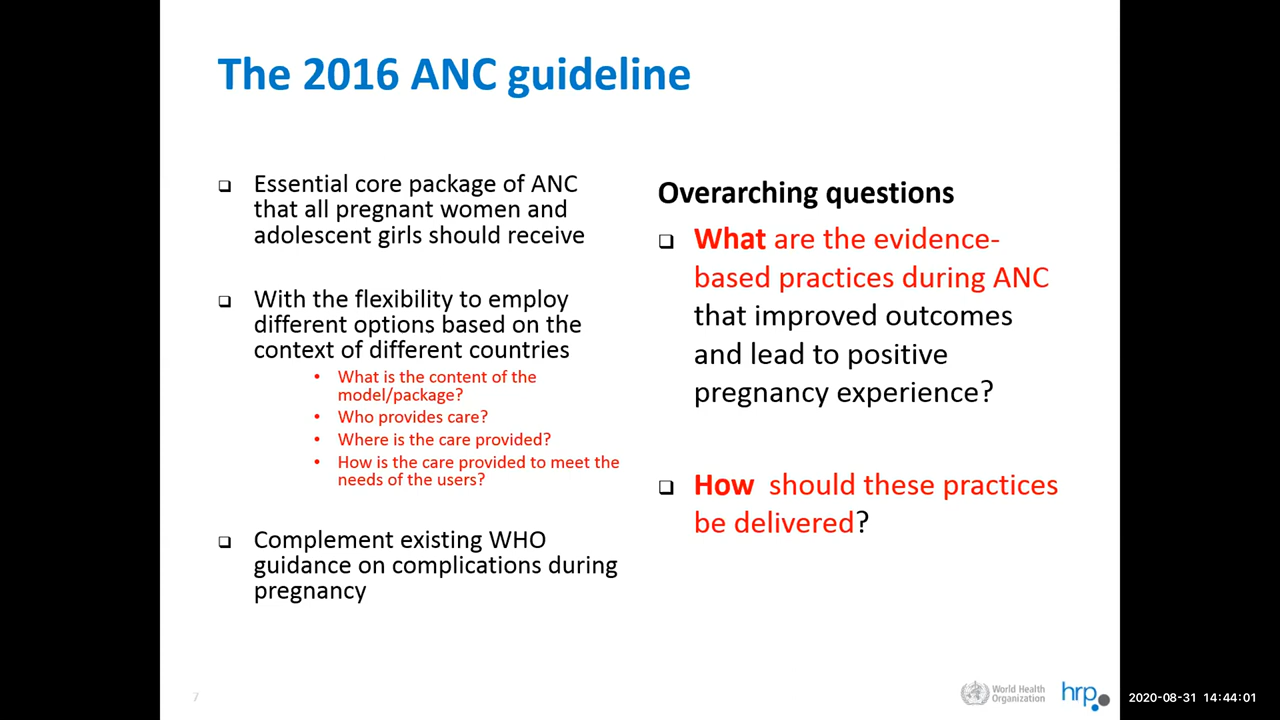 The 2016 ANC guideline
❑ Essential core package of ANC
that all pregnant women and
adolescent girls should receive
❑ With the flexibility to employ
different options based on the
context of different countries
• What is the content of the
model/package?
• Who provides care?
• Where is the care provided?
• How is the care provided to meet the
needs of the users?
❑ Complement existing WHO
guidance on complications during
pregnancy
Overarching questions
❑ What are the evidence-
based practices during ANC
that improved outcomes
and lead to positive
pregnancy experience?
❑ How should these practices
be delivered?
7
World Health
Organization
hrp
2020-08-31 14:44:01